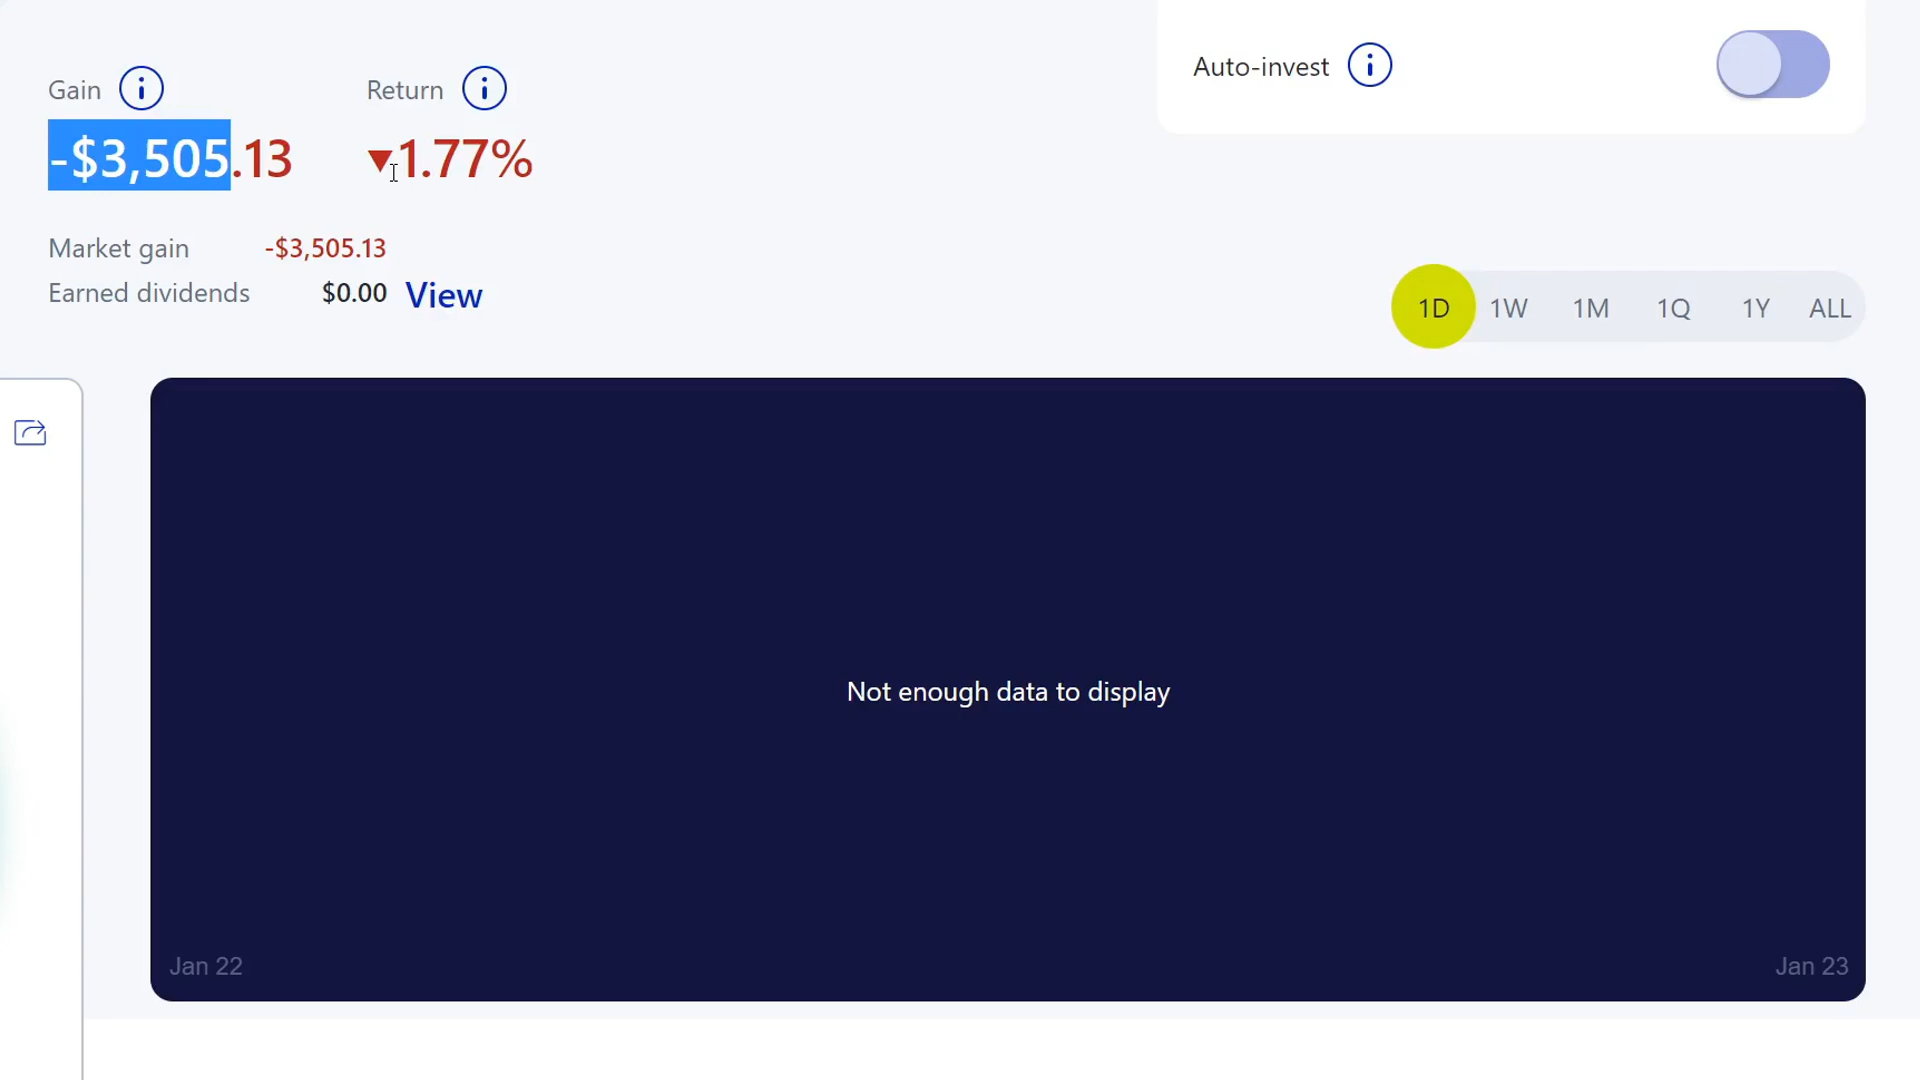 Auto-invest
Gain Return
-$3,505.13 ▼1.77%
Market gain -$3,505.13
Earned dividends $0.00 View
1D 1W 1M 1Q 1Y ALL
Not enough data to display
Jan 22 Jan 23